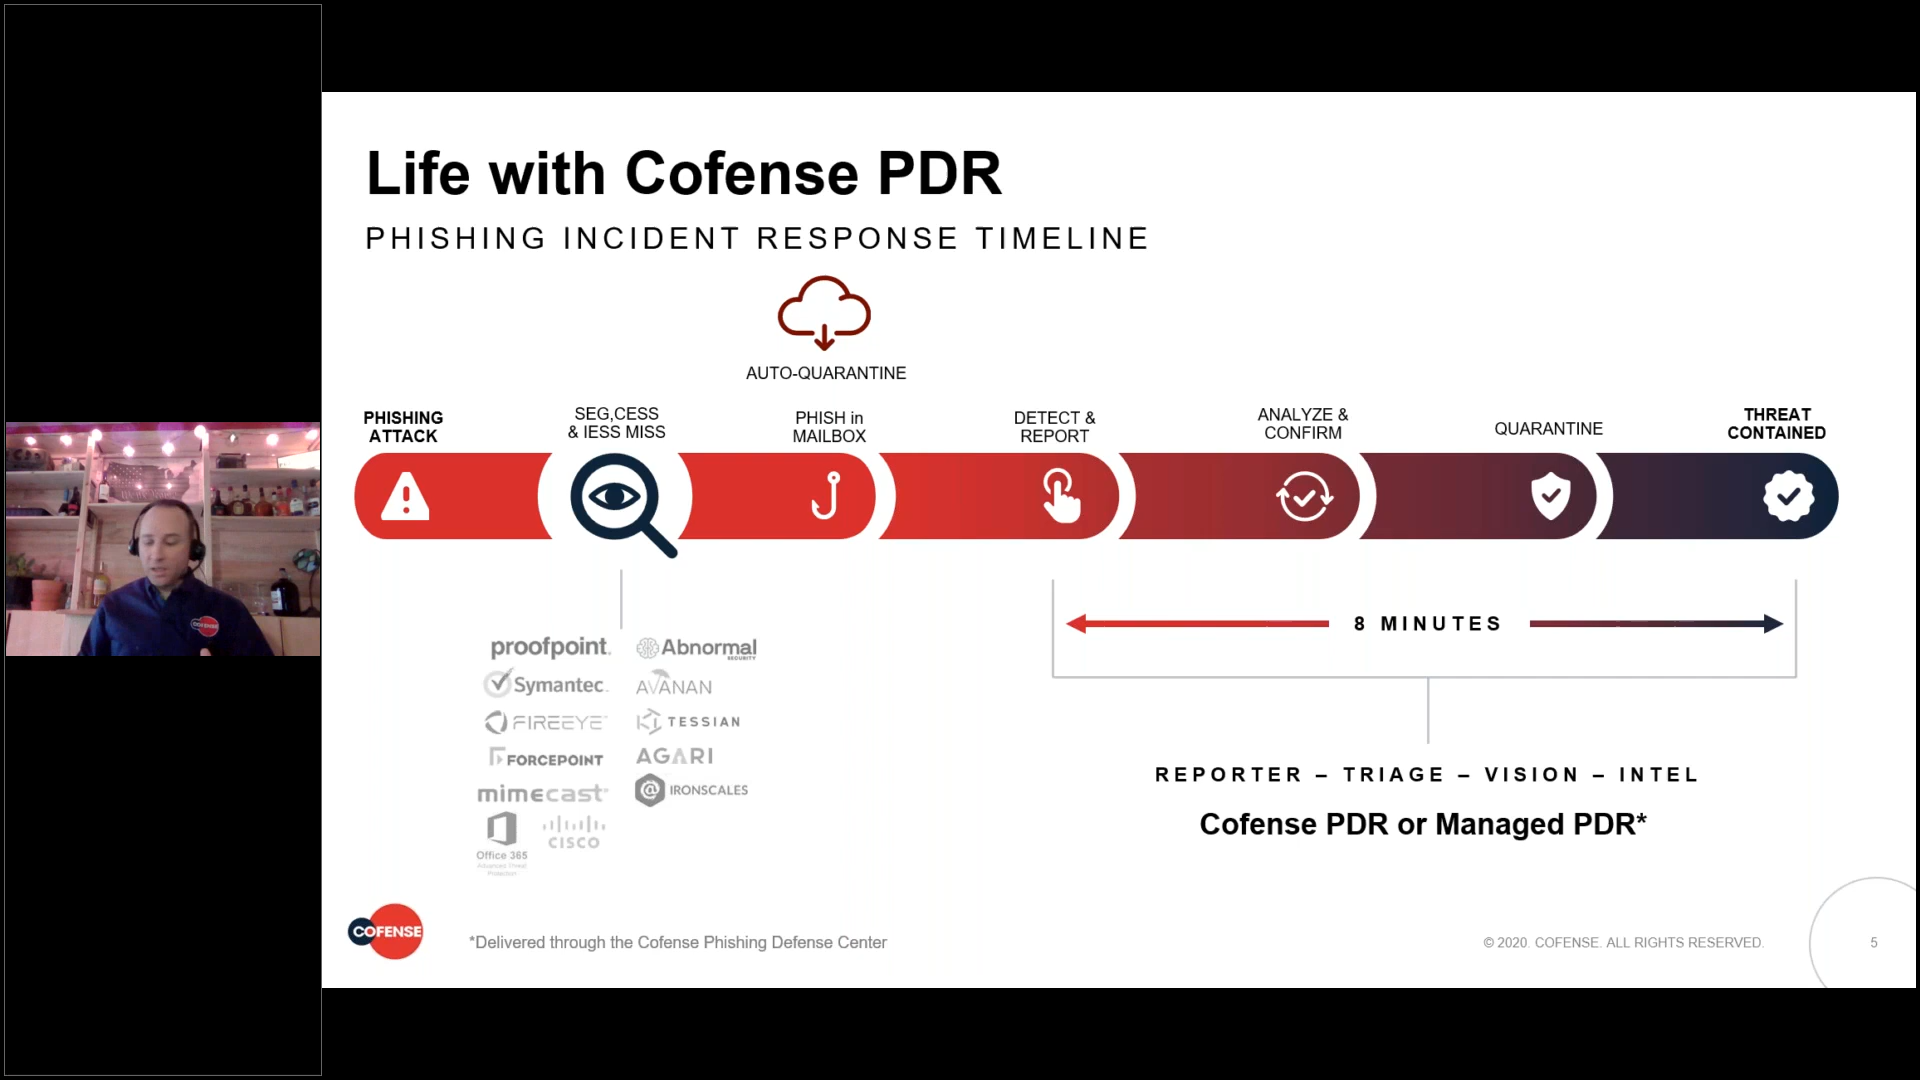 Life with Cofense PDR
PHISHING INCIDENT RESPONSE TIMELINE
AUTO-QUARANTINE
PHISHING
ATTACK
SEG,CESS
& IESS MISS
PHISH in
MAILBOX
DETECT &
REPORT
ANALYZE &
CONFIRM
QUARANTINE
THREAT
CONTAINED
8 MINUTES
proofpoint.
Abnormal
SECURITY
Symantec.
AVANAN
FIREEYE
TESSIAN
FORCEPOINT
AGARI
mimecast
IRONSCALES
Office 365
Advanced Threat
Protection
CISCO
REPORTER – TRIAGE – VISION – INTEL
Cofense PDR or Managed PDR*
COFENSE
COFENSE
*Delivered through the Cofense Phishing Defense Center
© 2020. COFENSE. ALL RIGHTS RESERVED.
5